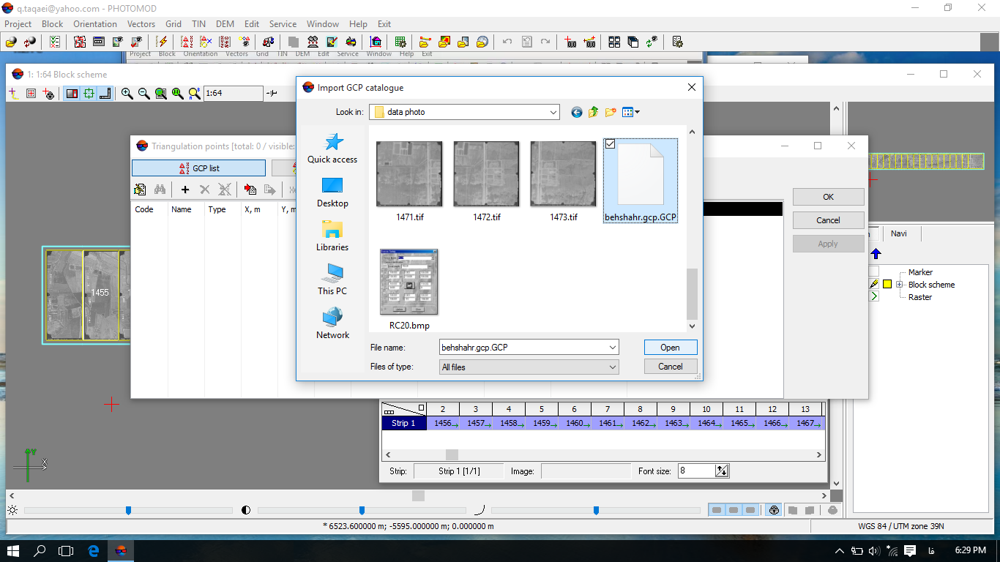 q.taqaei@yahoo.com - PHOTOMOD
Project Block Orientation Vectors Grid TIN DEM Edit Service Window Help Exit
Project Block Orientation Vectors Grid TIN DEM Edit Service Window Help Exit
1: 1:64 Block scheme
1:64
Import GCP catalogue
Look in: data photo
Quick access
Desktop
Libraries
This PC
Network
1471.tif 1472.tif 1473.tif behshahr.gcp.GCP
RC20.bmp
File name: behshahr.gcp.GCP Open
Files of type: All files Cancel
Triangulation points [total: 0 / visible:
GCP list
Code Name Type X, m Y, m
OK
Cancel
Apply
Navi
Marker
Block scheme
Raster
1455
2 3 4 5 6 7 8 9 10 11 12 13
Strip 1 1456 1457 1458 1459 1460 1461 1462 1463 1464 1465 1466 1467
Strip: Strip 1 [1/1] Image: Font size: 8
Y
X
* 6523.600000 m; -5595.000000 m; 0.000000 m
WGS 84 / UTM zone 39N
فا
6:29 PM